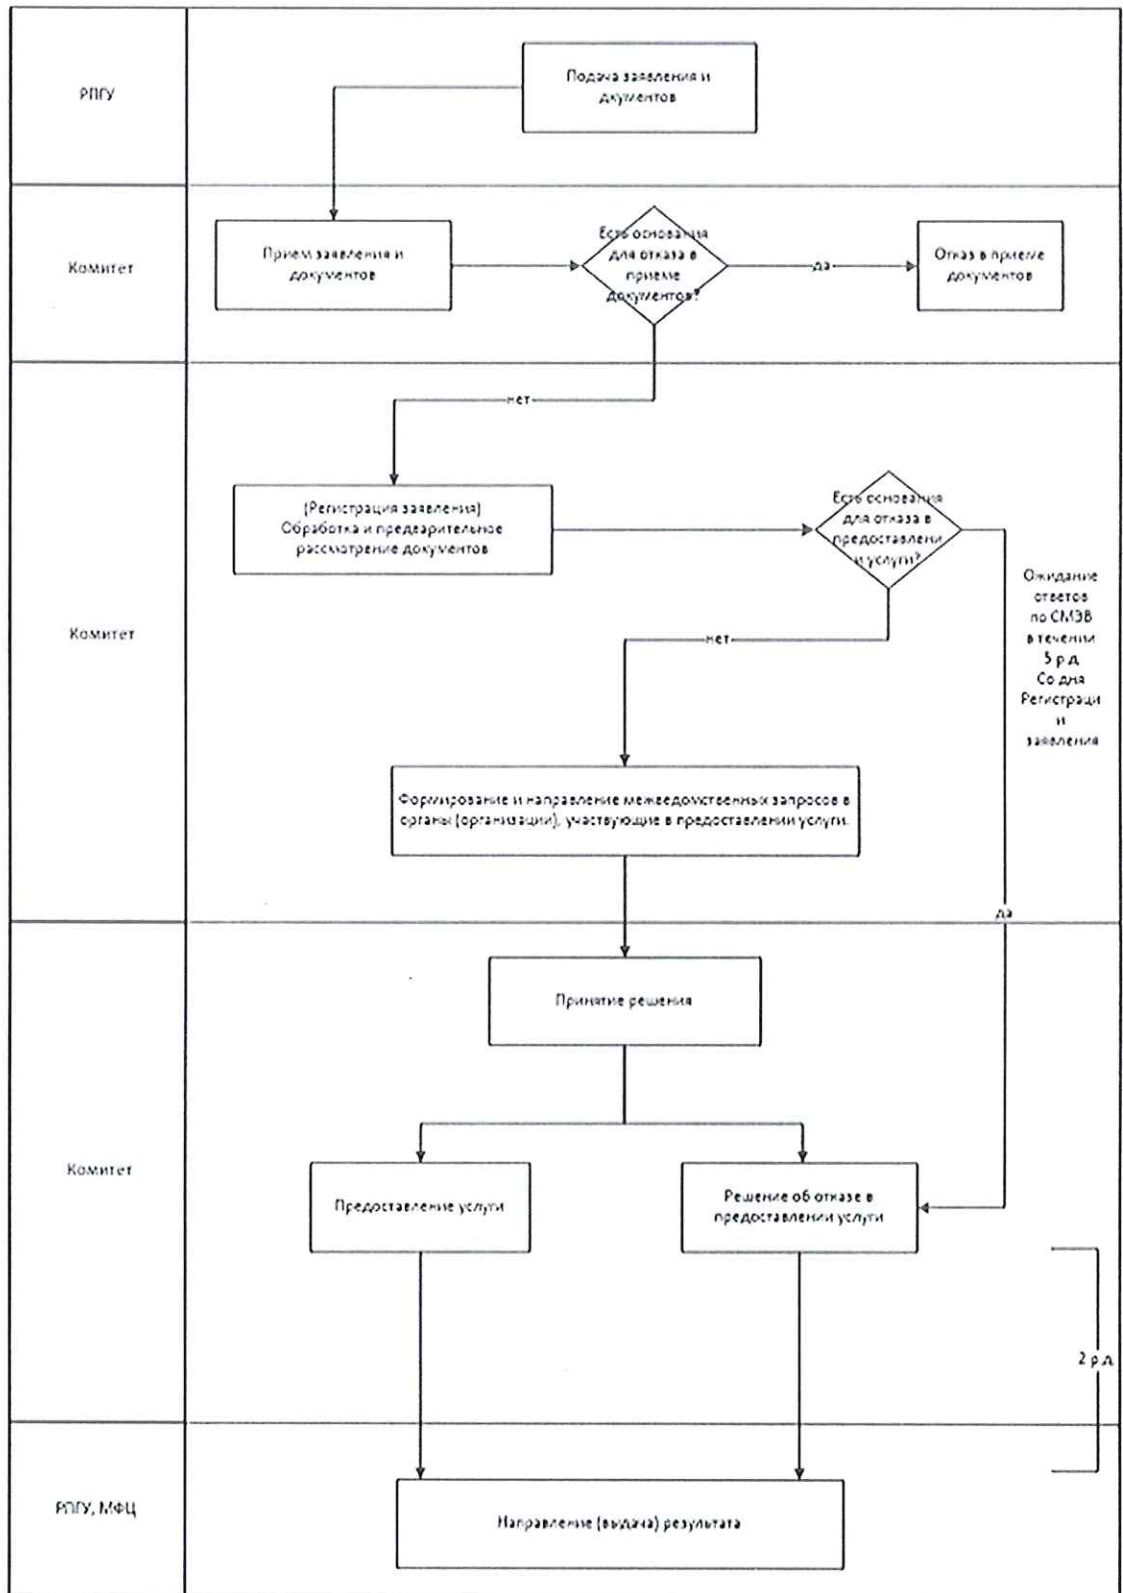 РПГУ
Подача заявления и
дкументов
Комитет
Прием заявления и
документов
Есть основания
для отказа в
приеме
документов?
да
Отказ в приеме
документов
нет
Комитет
(Регистрация заявления)
Обработка и предварительное
рассмотрение документов
Есть основания
для отказа в
предоставлени
и услуги?
нет
Ожидание
ответов
по СМЭВ
в течении
5 р.д.
Со дня
Регистраци
и
заявления
Формирование и направление межведомственных запросов в
органы (организации), участвующие в предоставлении услуги.
да
Принятие решения
Комитет
Предоставление услуги
Решение об отказе в
предоставлении услуги
2 р.д.
РПГУ, МФЦ
Направление (выдача) результата